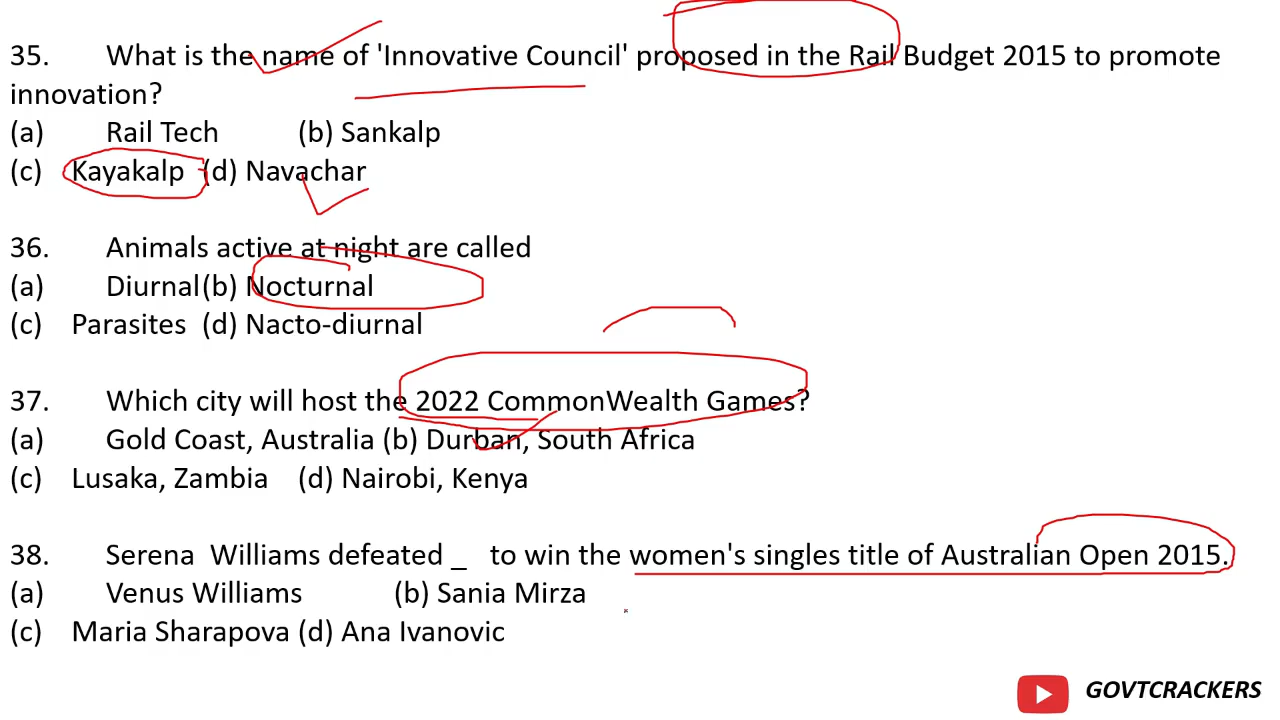 35. What is the name of 'Innovative Council' proposed in the Rail Budget 2015 to promote
innovation?
(a) Rail Tech (b) Sankalp
(c) Kayakalp (d) Navachar
36. Animals active at night are called
(a) Diurnal (b) Nocturnal
(c) Parasites (d) Nacto-diurnal
37. Which city will host the 2022 CommonWealth Games?
(a) Gold Coast, Australia (b) Durban, South Africa
(c) Lusaka, Zambia (d) Nairobi, Kenya
38. Serena Williams defeated _ to win the women's singles title of Australian Open 2015.
(a) Venus Williams (b) Sania Mirza
(c) Maria Sharapova (d) Ana Ivanovic
GOVTCRACKERS